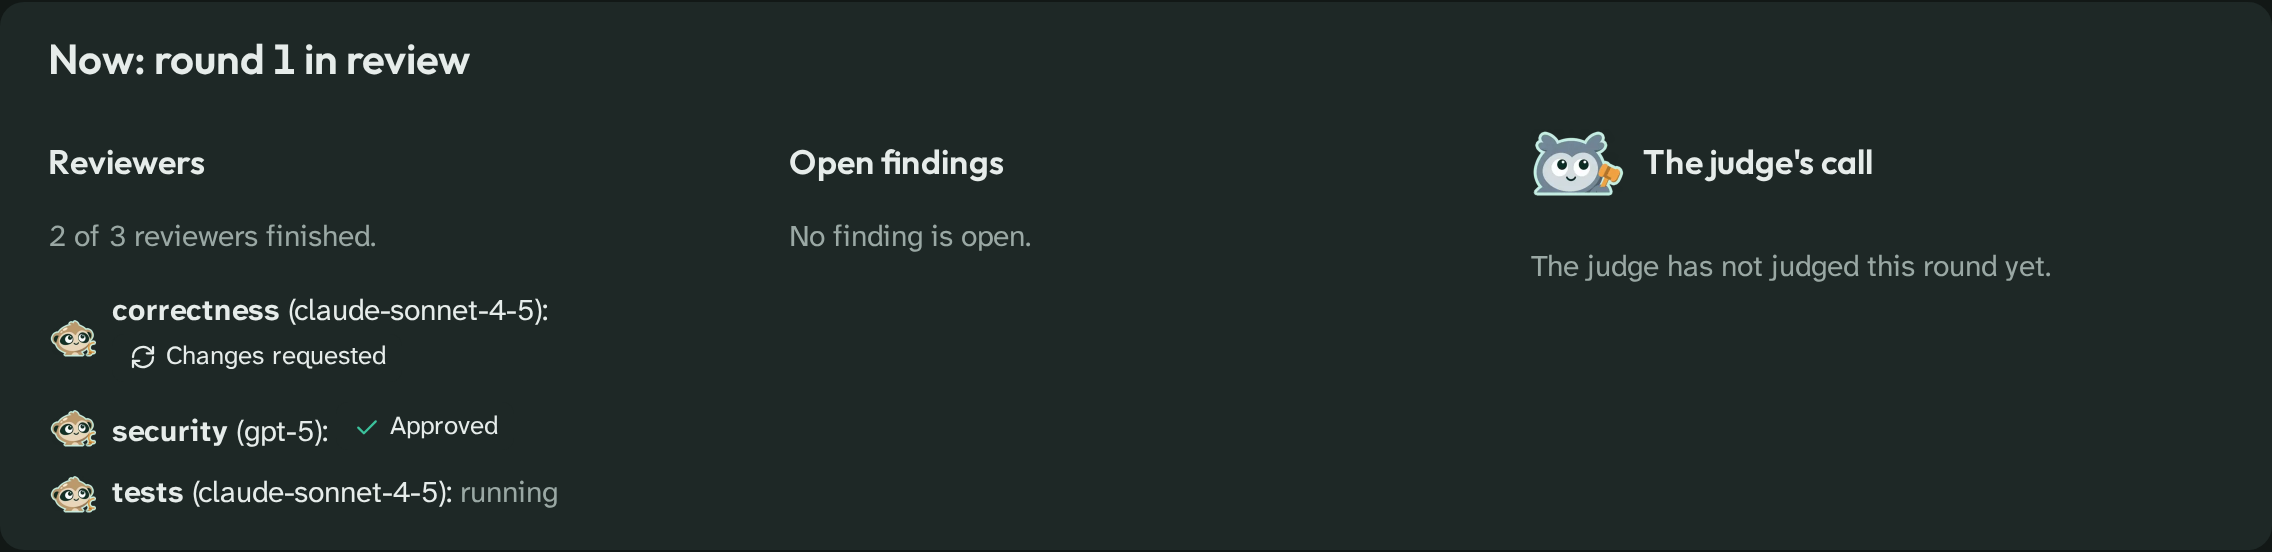 Now: round 1 in review
Reviewers
2 of 3 reviewers finished.
correctness (claude-sonnet-4-5):
Changes requested
security (gpt-5): Approved
tests (claude-sonnet-4-5): running
Open findings
No finding is open.
The judge's call
The judge has not judged this round yet.